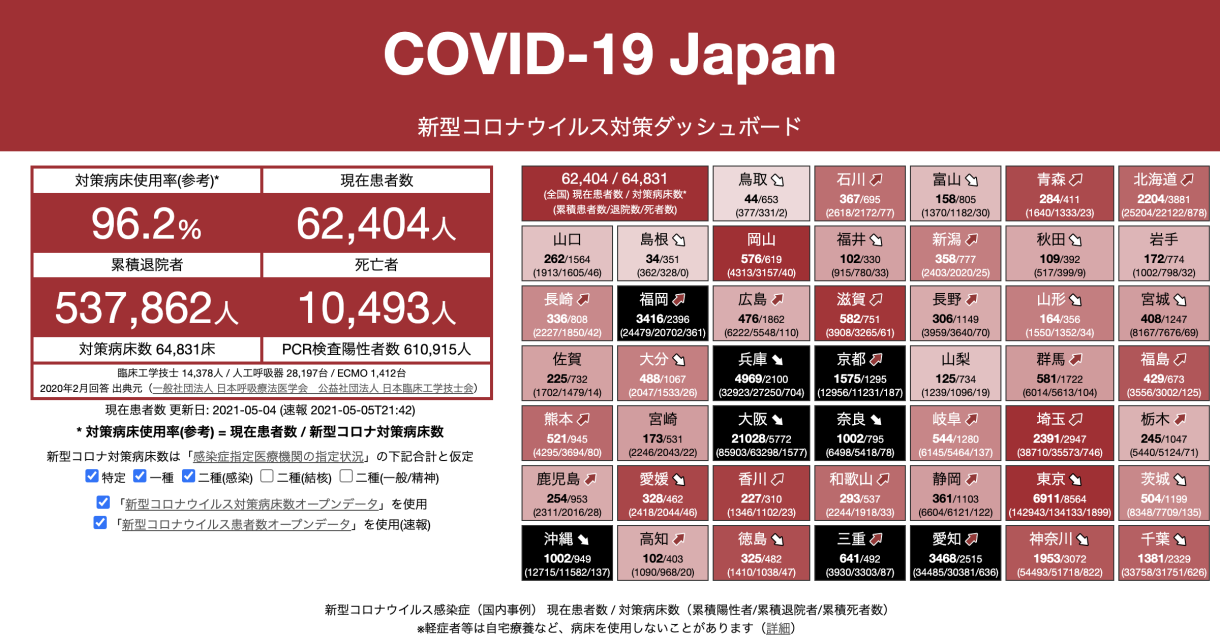 COVID-19 Japan
新型コロナウイルス対策ダッシュボード
対策病床使用率(参考)* 現在患者数
96.2% 62,404人
累積退院者 死亡者
537,862人 10,493人
対策病床数 64,831床 PCR検査陽性者数 610,915人
臨床工学技士 14,378人 / 人工呼吸器 28,197台 / ECMO 1,412台
2020年2月回答 出典元（一般社団法人 日本呼吸療法医学会　公益社団法人 日本臨床工学技士会）
現在患者数 更新日: 2021-05-04 (速報 2021-05-05T21:42)
* 対策病床使用率(参考) = 現在患者数 / 新型コロナ対策病床数
新型コロナ対策病床数は「感染症指定医療機関の指定状況」の下記合計と仮定
特定 一種 二種(感染) 二種(結核) 二種(一般/精神)
「新型コロナウイルス対策病床数オープンデータ」を使用
「新型コロナウイルス患者数オープンデータ」を使用(速報)
62,404 / 64,831
(全国) 現在患者数 / 対策病床数*
(累積患者数/退院数/死者数)
鳥取 石川 富山 青森 北海道
44/653 367/695 158/805 284/411 2204/3881
(377/331/2) (2618/2172/77) (1370/1182/30) (1640/1333/23) (25204/22122/878)
山口 島根 岡山 福井 新潟 秋田 岩手
262/1564 34/351 576/619 102/330 358/777 109/392 172/774
(1913/1605/46) (362/328/0) (4313/3157/40) (915/780/33) (2403/2020/25) (517/399/9) (1002/798/32)
長崎 福岡 広島 滋賀 長野 山形 宮城
336/808 3416/2396 476/1862 582/751 306/1149 164/356 408/1247
(2227/1850/42) (24479/20702/361) (6222/5548/110) (3908/3265/61) (3959/3640/70) (1550/1352/34) (8167/7676/69)
佐賀 大分 兵庫 京都 山梨 群馬 福島
225/732 488/1067 4969/2100 1575/1295 125/734 581/1722 429/673
(1702/1479/14) (2047/1533/26) (32923/27250/704) (12956/11231/187) (1239/1096/19) (6014/5613/104) (3556/3002/125)
熊本 宮崎 大阪 奈良 岐阜 埼玉 栃木
521/945 173/531 21028/5772 1002/795 544/1280 2391/2947 245/1047
(4295/3694/80) (2246/2043/22) (85903/63298/1577) (6498/5418/78) (6145/5464/137) (38710/35573/746) (5440/5124/71)
鹿児島 愛媛 香川 和歌山 静岡 東京 茨城
254/953 328/462 227/310 293/537 361/1103 6911/8564 504/1199
(2311/2016/28) (2418/2044/46) (1346/1102/23) (2244/1918/33) (6604/6121/122) (142943/134133/1899) (8348/7709/135)
沖縄 高知 徳島 三重 愛知 神奈川 千葉
1002/949 102/403 325/482 641/492 3468/2515 1953/3072 1381/2329
(12715/11582/137) (1090/968/20) (1410/1038/47) (3930/3303/87) (34485/30381/636) (54493/51718/822) (33758/31751/626)
新型コロナウイルス感染症（国内事例） 現在患者数 / 対策病床数（累積陽性者/累積退院者/累積死者数）
※軽症者等は自宅療養など、病床を使用しないことがあります（詳細）